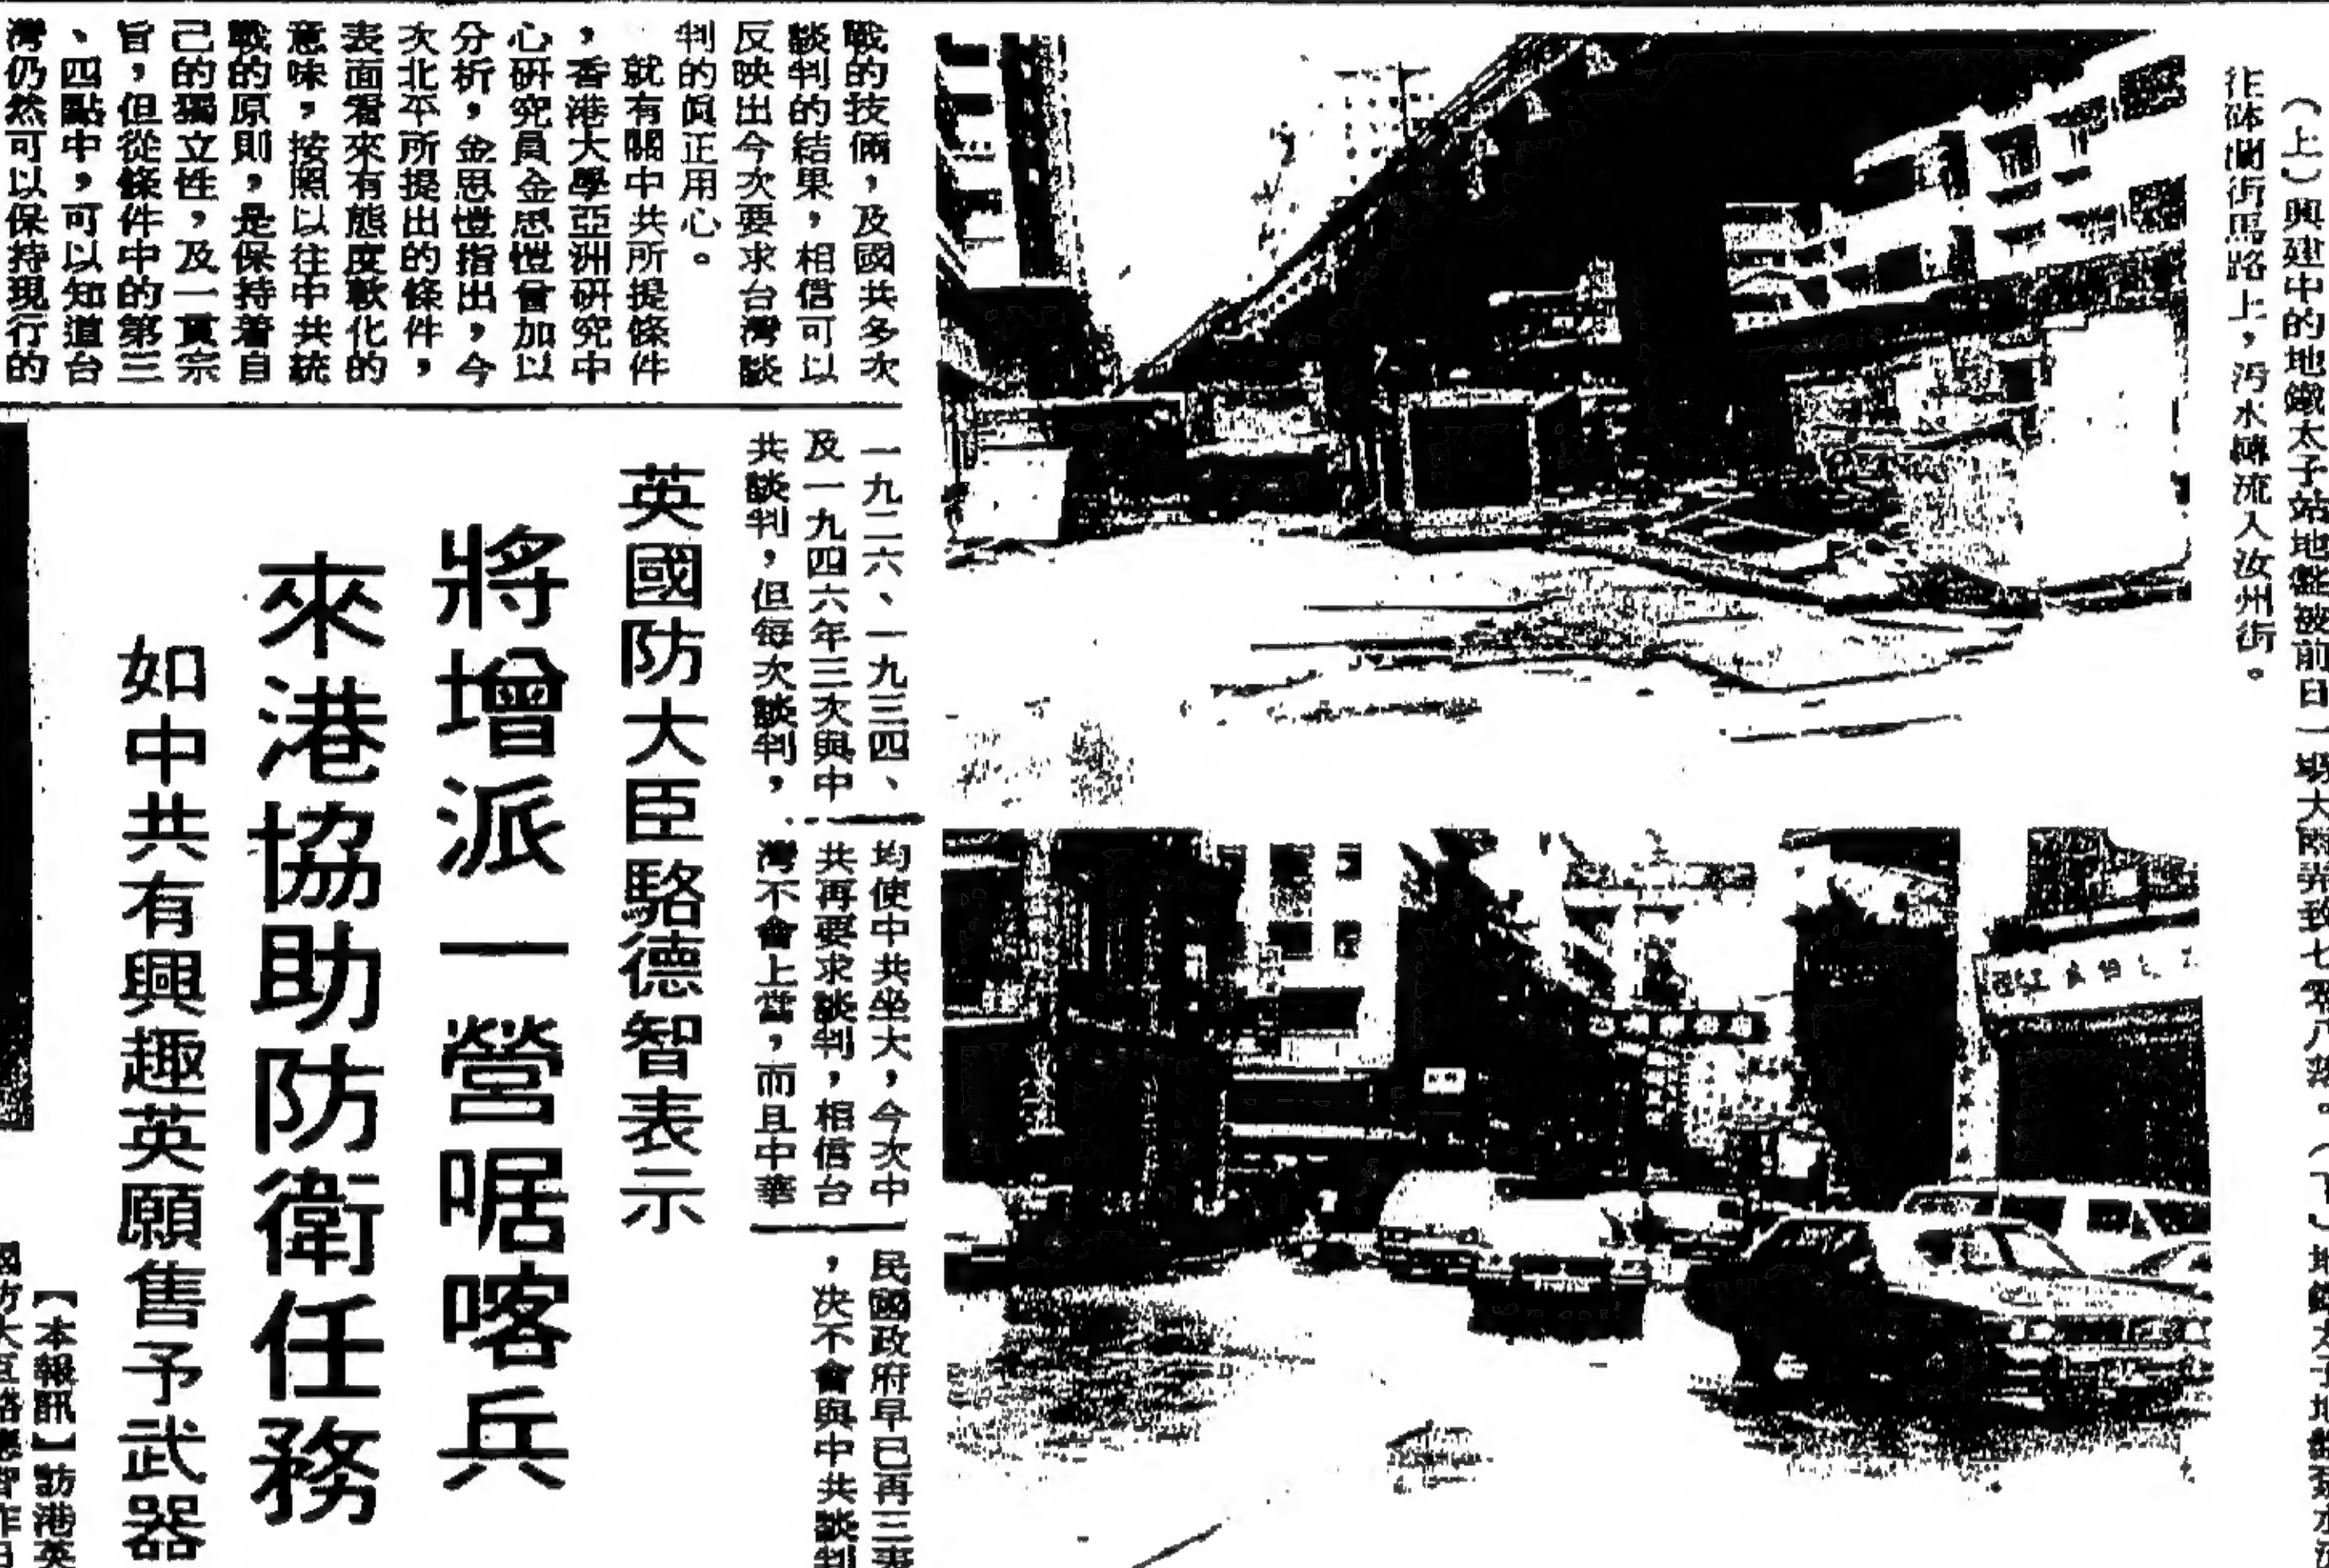 （上）興建中的地鐵太子站地盤被前日一場大雨弄致七零八落。（下）地鐵太子地盤
往砵蘭街馬路上，污水轉流入汝州街。
戰的技倆，及國共多次
談判的結果，相信可以
反映出今次要求台灣談
判的眞正用心。
就有關中共所提條件
，香港大學亞洲研究中
心研究員金思愷曾加以
分析，金思愷指出，今
次北平所提出的條件，
表面看來有態度軟化的
意味，按照以往中共統
戰的原則，是保持着自
己的獨立性，及一貫宗
旨，但從條件中的第三
、四點中，可以知道台
灣仍然可以保持現行的
一九二六、一九三四、
及一九四六年三次與中
共談判，但每次談判，
均使中共坐大，今次中
共再要求談判，相信台
灣不會上當，而且中華
民國政府早已再三表
，決不會與中共談判
英國防大臣駱德智表示
將增派一營啹喀兵
來港協助防衛任務
如中共有興趣英願售予武器
【本報訊】訪港英
國防大臣駱德智作